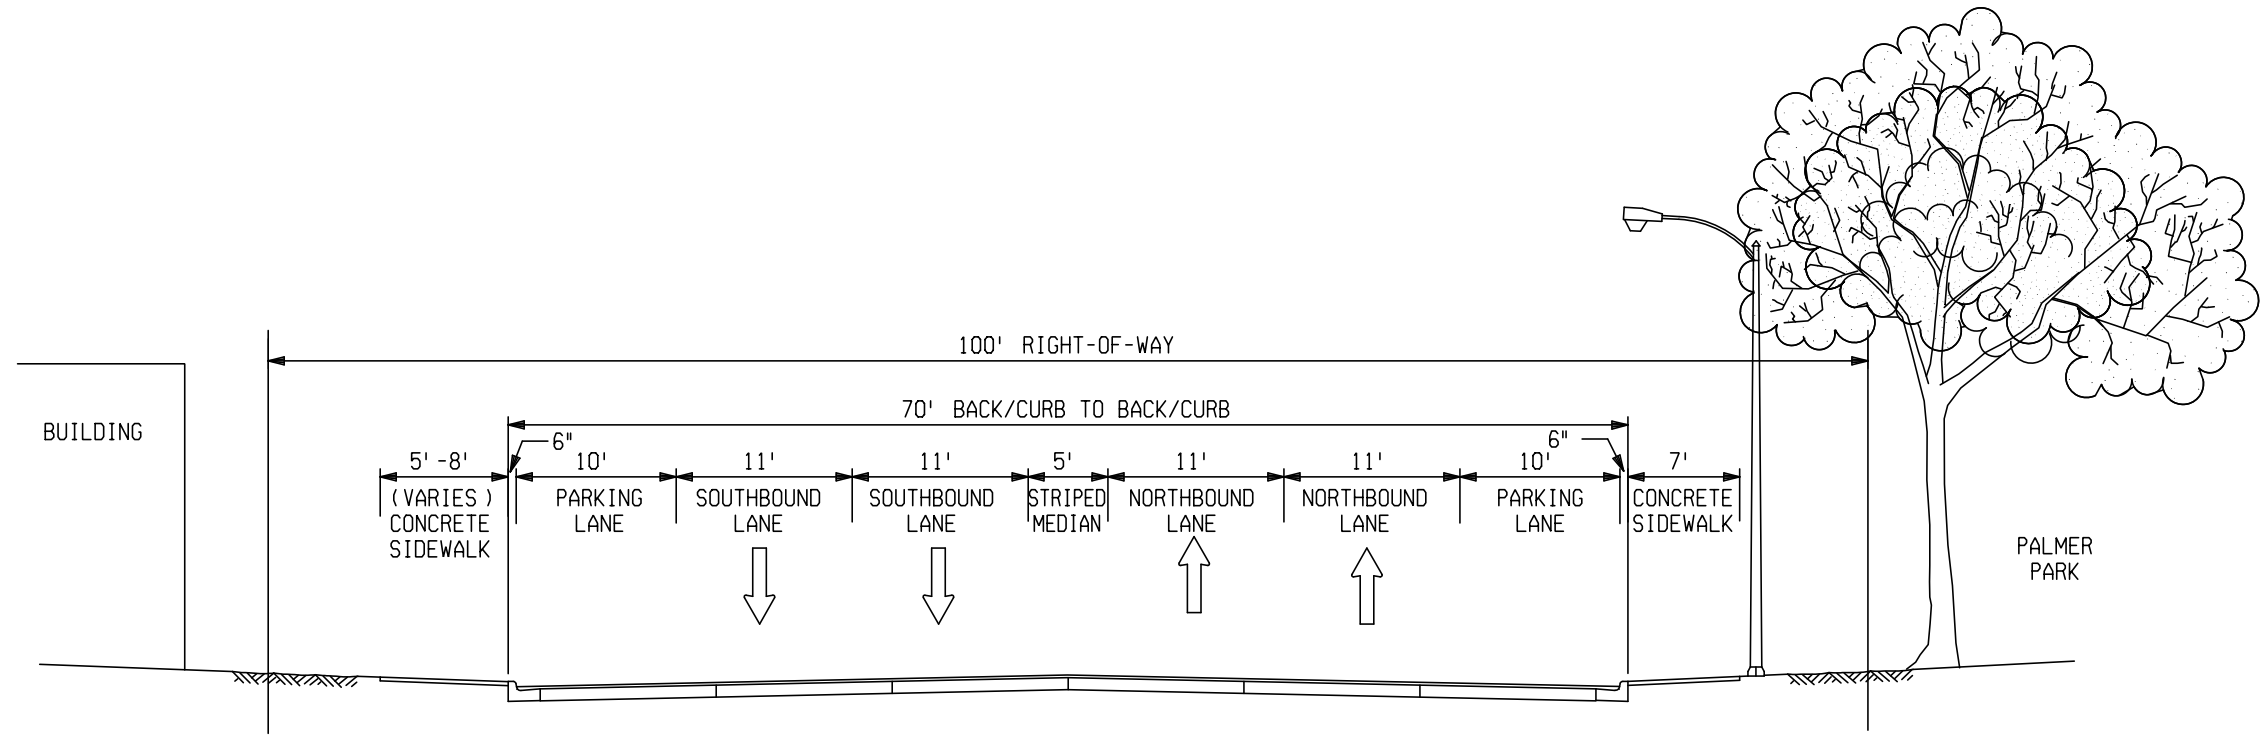 100' RIGHT-OF-WAY
70' BACK/CURB TO BACK/CURB
BUILDING
6"
6"
5'-8'
10'
11'
11'
5'
11'
11'
10'
7'
(VARIES)
CONCRETE
SIDEWALK
PARKING
LANE
SOUTHBOUND
LANE
SOUTHBOUND
LANE
STRIPED
MEDIAN
NORTHBOUND
LANE
NORTHBOUND
LANE
PARKING
LANE
CONCRETE
SIDEWALK
PALMER
PARK